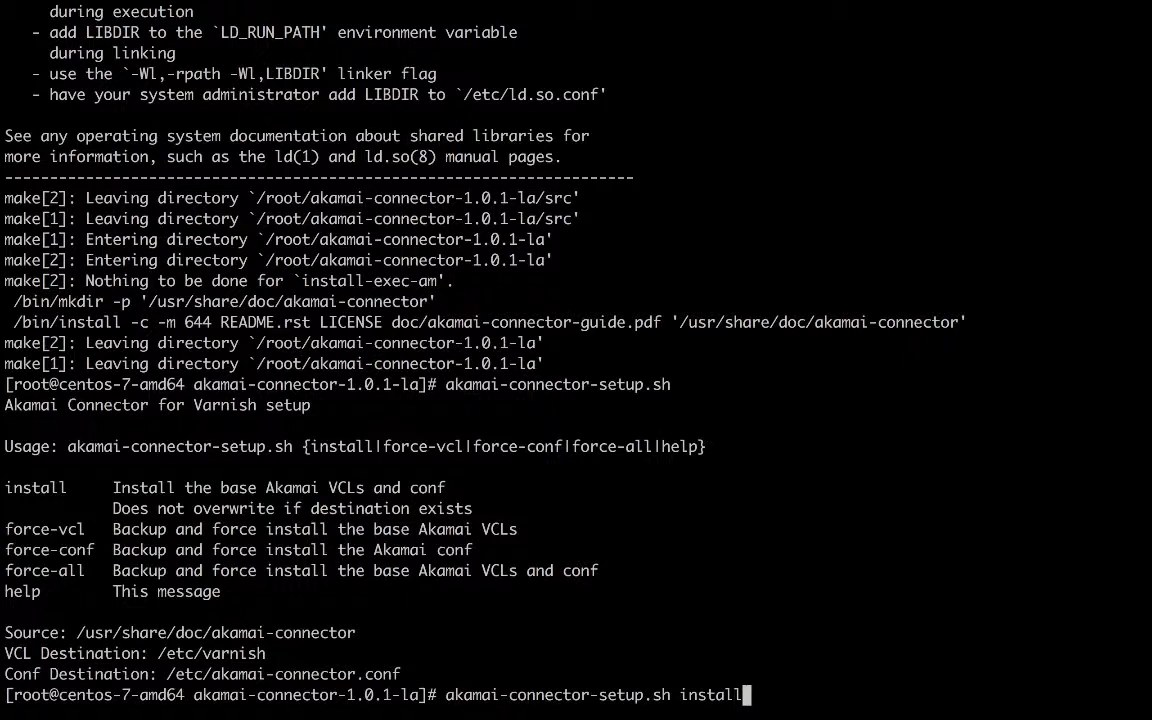 during execution
- add LIBDIR to the `LD_RUN_PATH' environment variable
during linking
- use the `-Wl,-rpath -Wl,LIBDIR' linker flag
- have your system administrator add LIBDIR to `/etc/ld.so.conf'
See any operating system documentation about shared libraries for
more information, such as the ld(1) and ld.so(8) manual pages.
----------------------------------------------------------------------
make[2]: Leaving directory `/root/akamai-connector-1.0.1-la/src'
make[1]: Leaving directory `/root/akamai-connector-1.0.1-la/src'
make[1]: Entering directory `/root/akamai-connector-1.0.1-la'
make[2]: Entering directory `/root/akamai-connector-1.0.1-la'
make[2]: Nothing to be done for `install-exec-am'.
/bin/mkdir -p '/usr/share/doc/akamai-connector'
/bin/install -c -m 644 README.rst LICENSE doc/akamai-connector-guide.pdf '/usr/share/doc/akamai-connector'
make[2]: Leaving directory `/root/akamai-connector-1.0.1-la'
make[1]: Leaving directory `/root/akamai-connector-1.0.1-la'
[root@centos-7-amd64 akamai-connector-1.0.1-la]# akamai-connector-setup.sh
Akamai Connector for Varnish setup
Usage: akamai-connector-setup.sh {install|force-vcl|force-conf|force-all|help}
install     Install the base Akamai VCLs and conf
Does not overwrite if destination exists
force-vcl   Backup and force install the base Akamai VCLs
force-conf  Backup and force install the Akamai conf
force-all   Backup and force install the base Akamai VCLs and conf
help        This message
Source: /usr/share/doc/akamai-connector
VCL Destination: /etc/varnish
Conf Destination: /etc/akamai-connector.conf
[root@centos-7-amd64 akamai-connector-1.0.1-la]# akamai-connector-setup.sh install